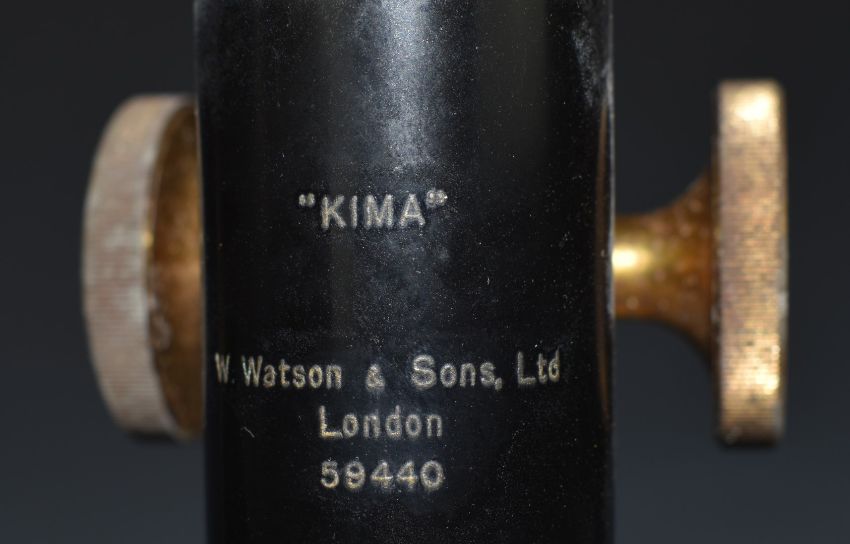 "KIMA"
W. Watson & Sons, Ltd
London
59440